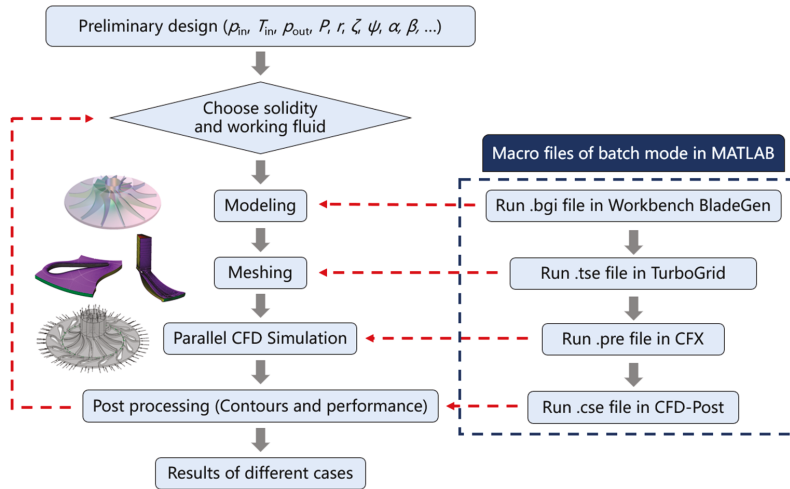 Preliminary design (pin, Tin, pout, P, r, ζ, ψ, α, β, ...)
Choose solidity
and working fluid
Macro files of batch mode in MATLAB
Modeling
Run .bgi file in Workbench BladeGen
Meshing
Run .tse file in TurboGrid
Parallel CFD Simulation
Run .pre file in CFX
Post processing (Contours and performance)
Run .cse file in CFD-Post
Results of different cases